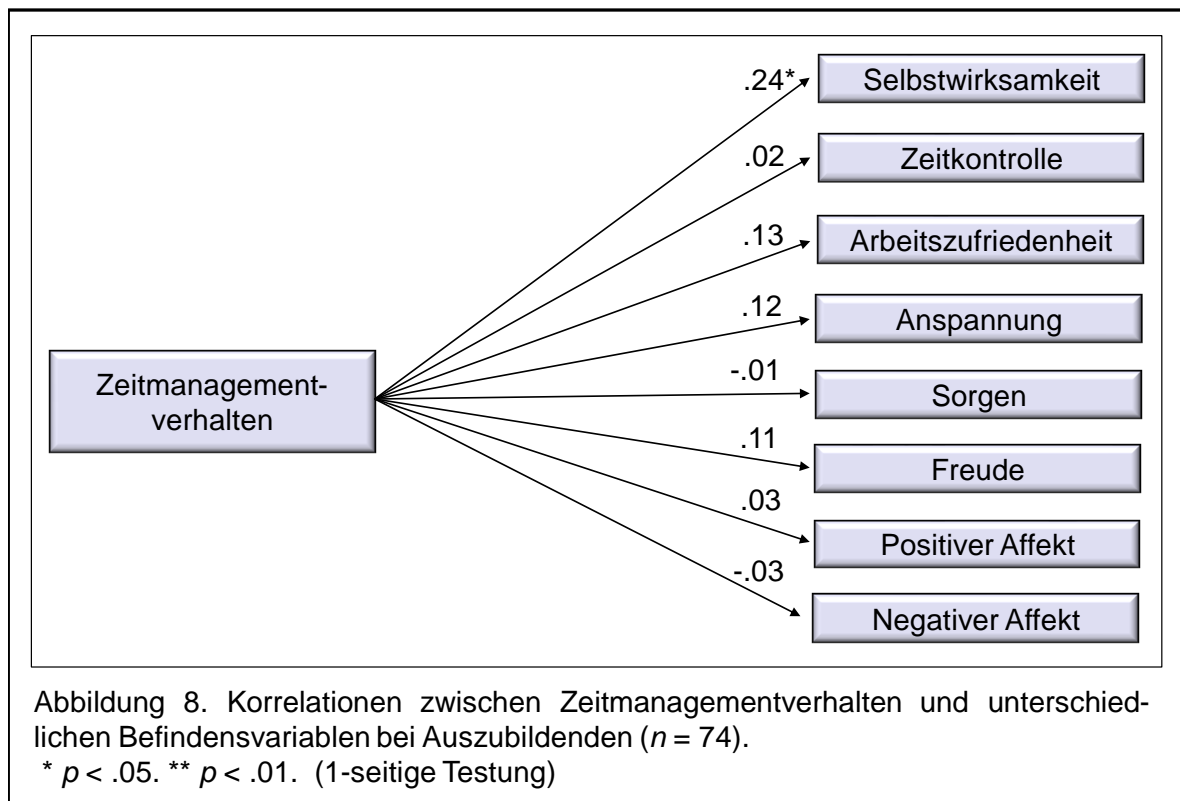 .24*
Selbstwirksamkeit
.02
Zeitkontrolle
.13
Arbeitszufriedenheit
.12
Anspannung
Zeitmanagement-
verhalten
-.01
Sorgen
.11
Freude
.03
Positiver Affekt
-.03
Negativer Affekt
Abbildung 8. Korrelationen zwischen Zeitmanagementverhalten und unterschied-
lichen Befindensvariablen bei Auszubildenden (n = 74).
* p < .05. ** p < .01. (1-seitige Testung)